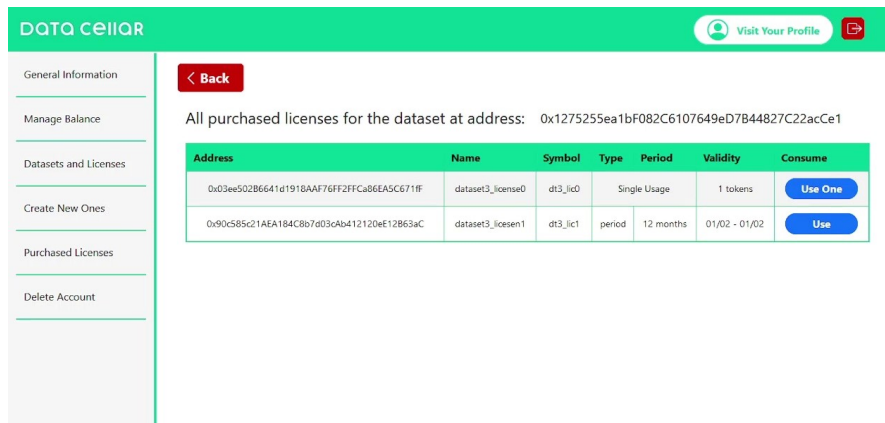 DATA CELLAR
Visit Your Profile
General Information
Manage Balance
Datasets and Licenses
Create New Ones
Purchased Licenses
Delete Account
Back
All purchased licenses for the dataset at address: 0x1275255ea1bF082C6107649eD7B44827C22acCe1
Address Name Symbol Type Period Validity Consume
0x03ee502B6641d1918AAF76FF2FFCa86EA5C671fF dataset3_license0 dt3_lic0 Single Usage 1 tokens Use One
0x90c585c21AEA184C8b7d03cAb412120eE12B63aC dataset3_licesen1 dt3_lic1 period 12 months 01/02 - 01/02 Use